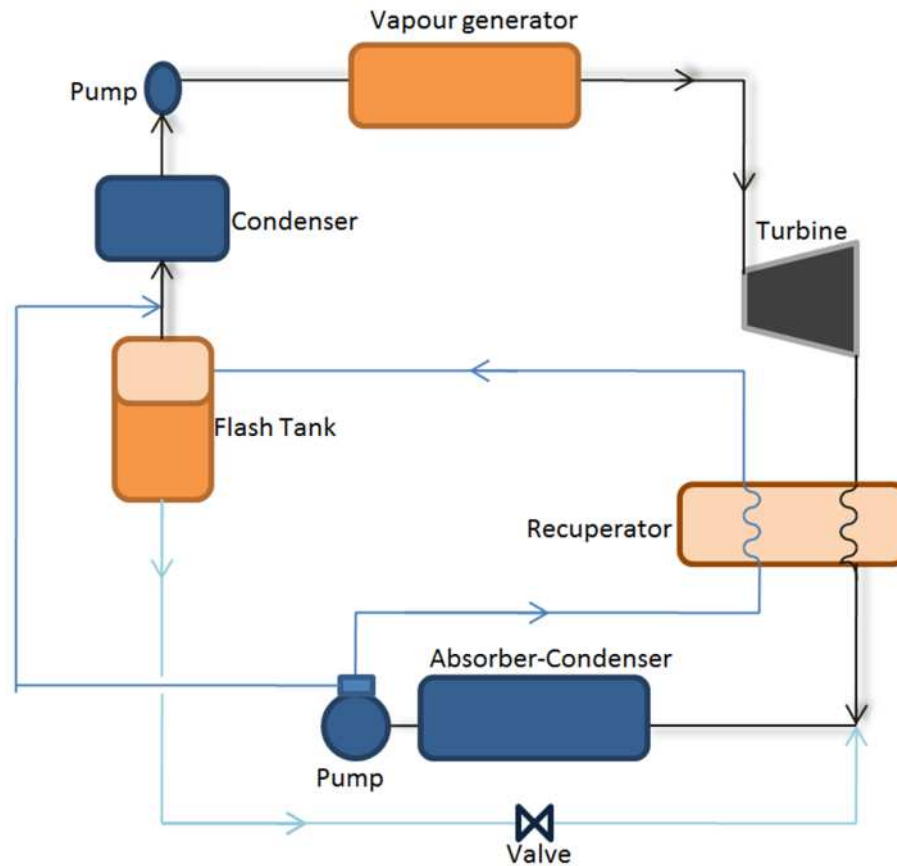 Vapour generator
Pump
Condenser
Turbine
Flash Tank
Recuperator
Absorber-Condenser
Pump
Valve